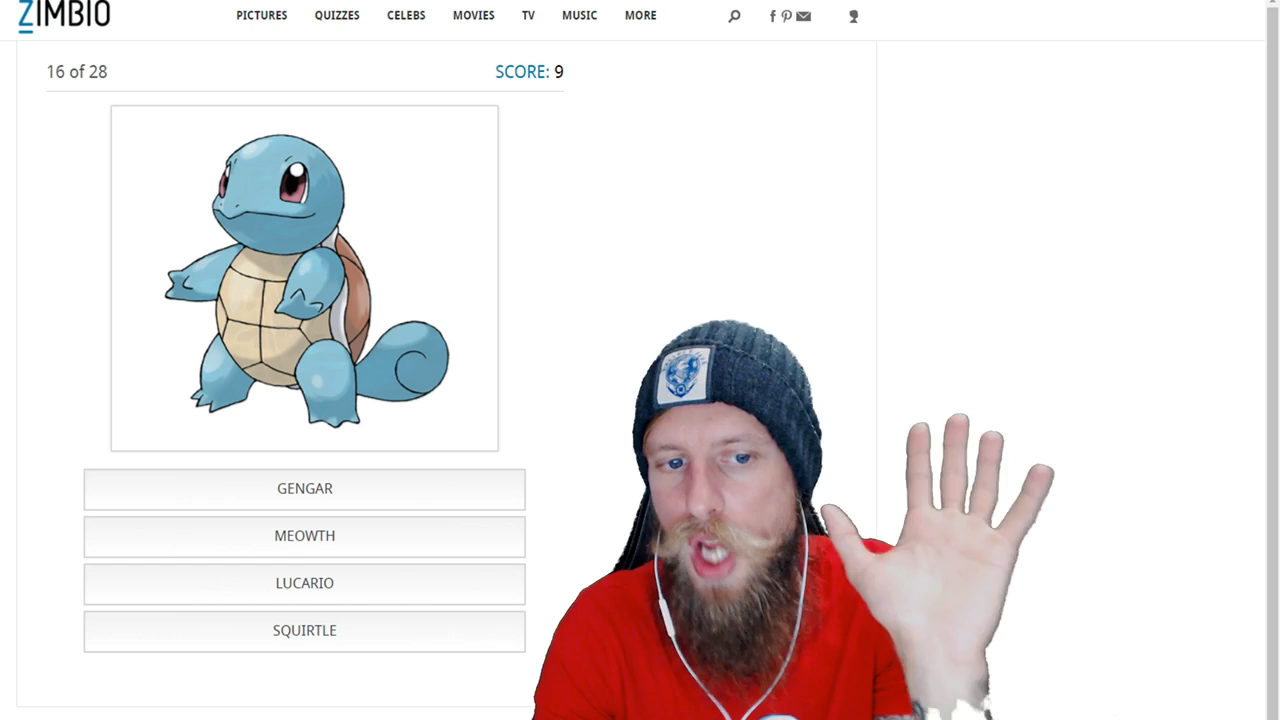 ZIMBIO
PICTURES QUIZZES CELEBS MOVIES TV MUSIC MORE
16 of 28 SCORE: 9
GENGAR
MEOWTH
LUCARIO
SQUIRTLE